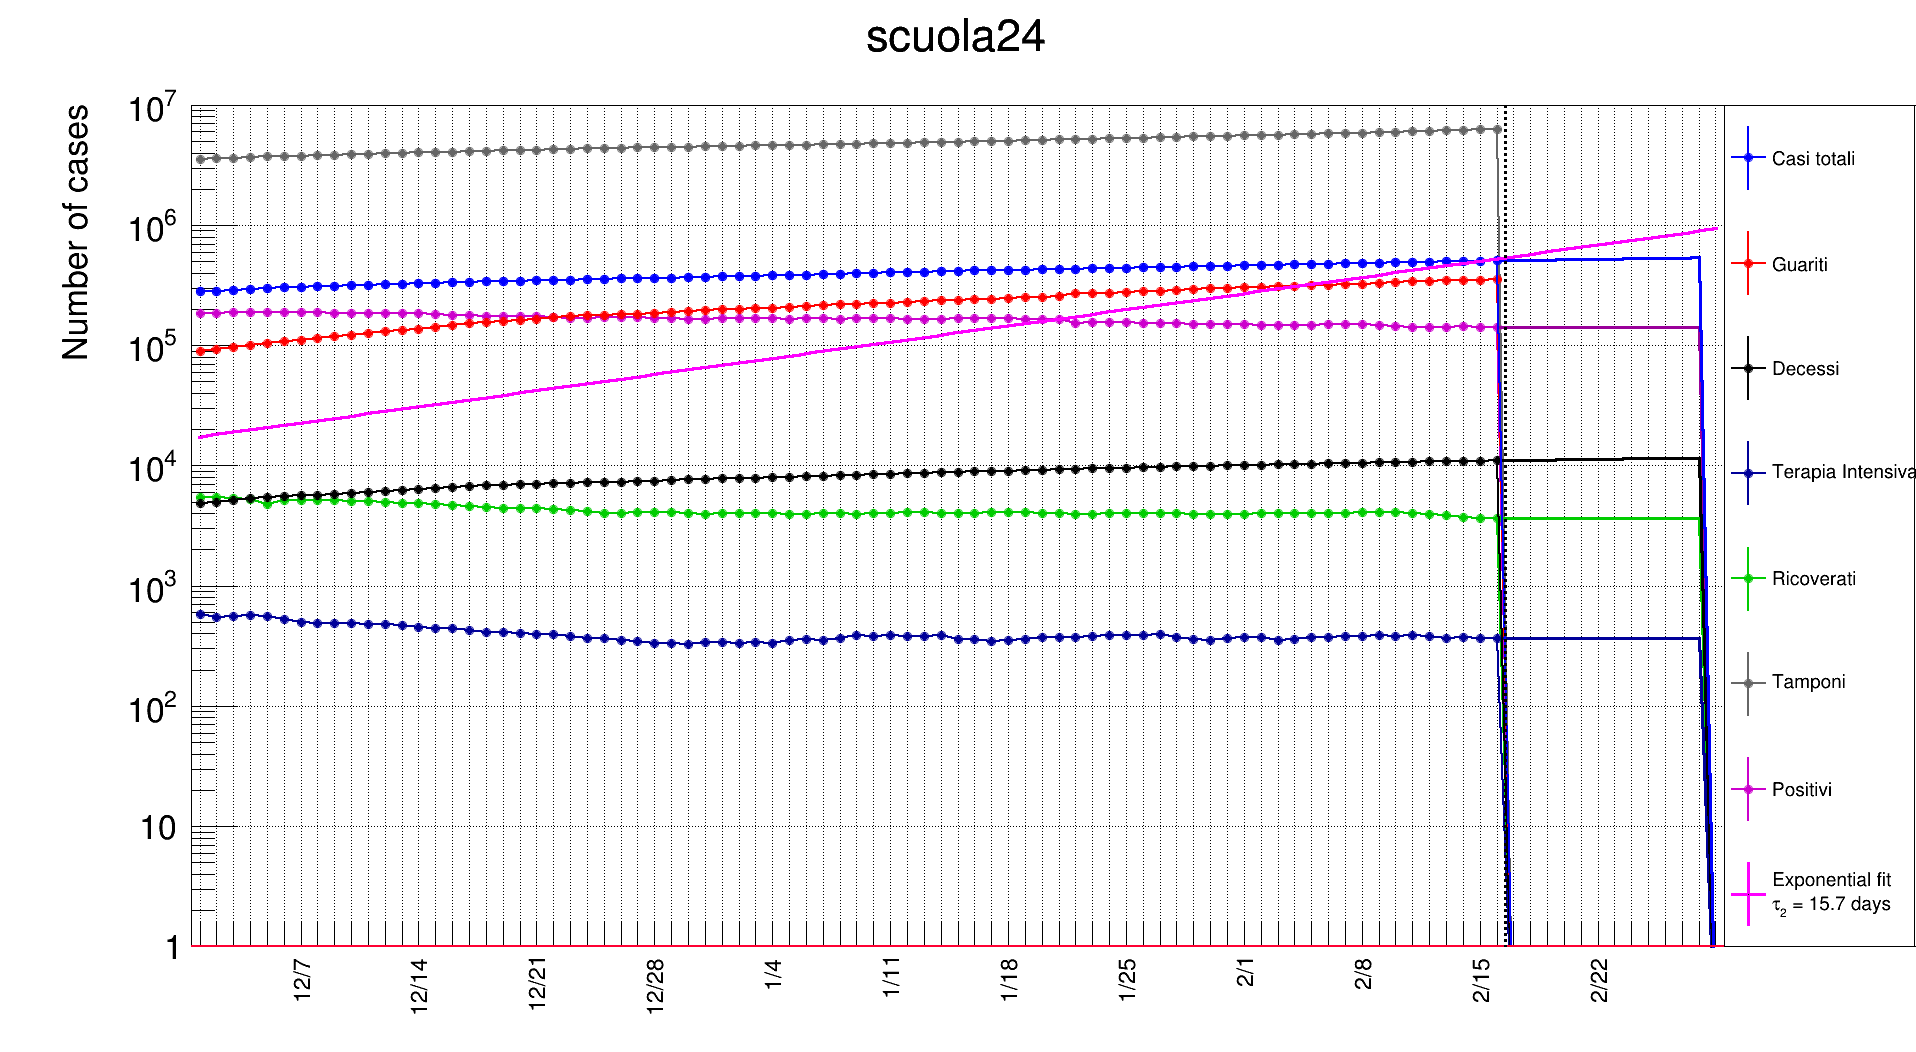 scuola24
Number of cases
10^7
10^6
10^5
10^4
10^3
10^2
10
1
12/7
12/14
12/21
12/28
1/4
1/11
1/18
1/25
2/1
2/8
2/15
2/22
Casi totali
Guariti
Decessi
Terapia Intensiva
Ricoverati
Tamponi
Positivi
Exponential fit
τ_2 = 15.7 days